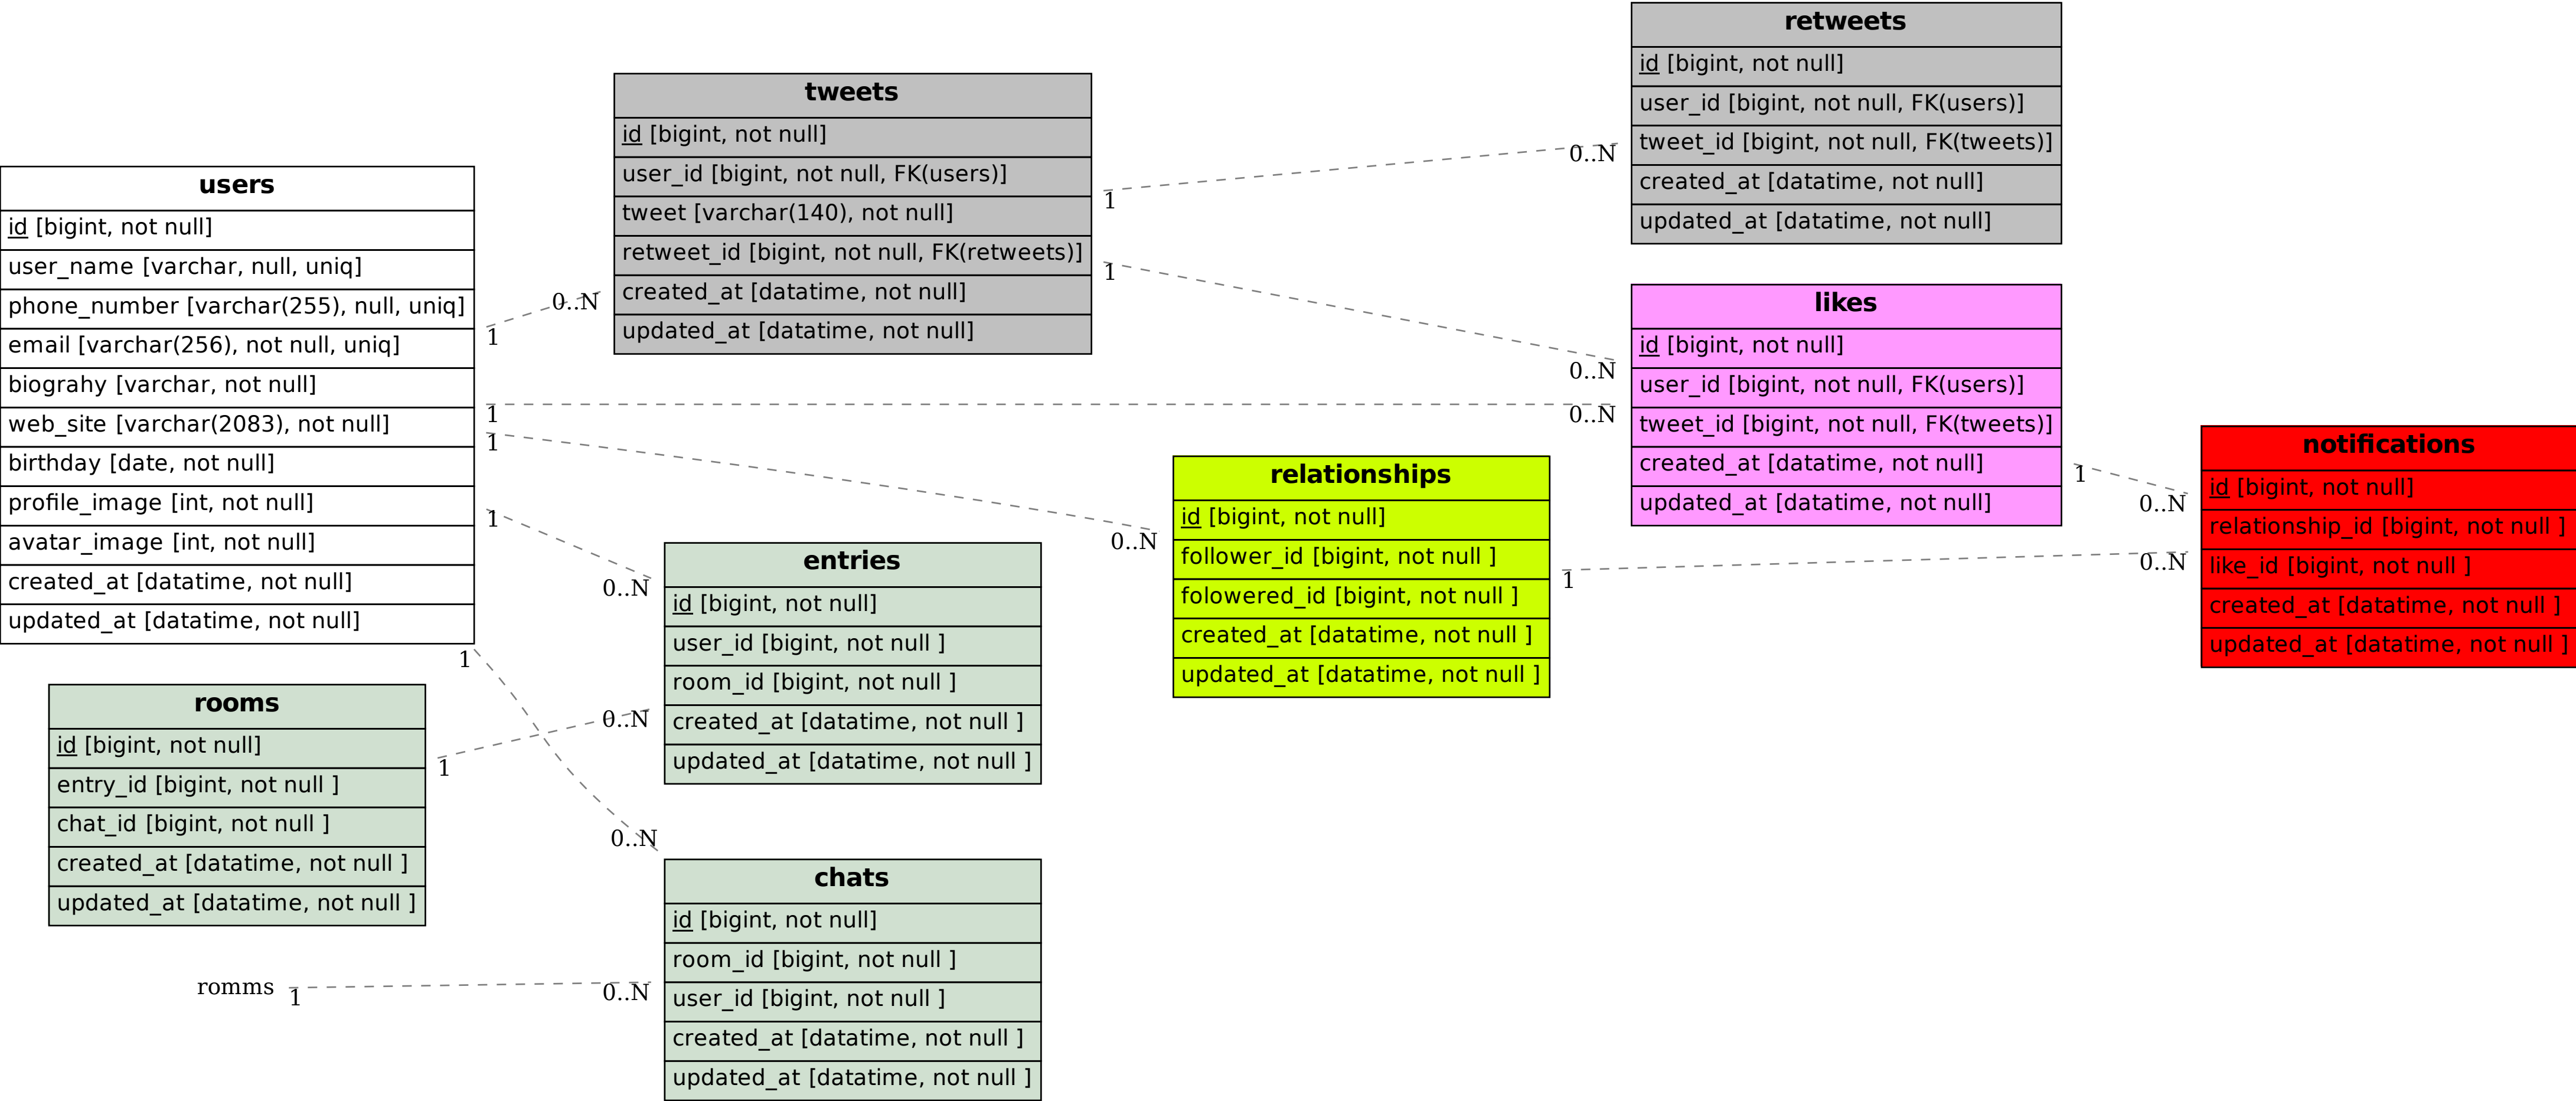 users
id [bigint, not null]
user_name [varchar, null, uniq]
phone_number [varchar(255), null, uniq]
email [varchar(256), not null, uniq]
biograhy [varchar, not null]
web_site [varchar(2083), not null]
birthday [date, not null]
profile_image [int, not null]
avatar_image [int, not null]
created_at [datatime, not null]
updated_at [datatime, not null]
1
0..N
1
0..N
1
0..N
1
0..N
1
0..N
tweets
id [bigint, not null]
user_id [bigint, not null, FK(users)]
tweet [varchar(140), not null]
retweet_id [bigint, not null, FK(retweets)]
created_at [datatime, not null]
updated_at [datatime, not null]
1
0..N
1
0..N
retweets
id [bigint, not null]
user_id [bigint, not null, FK(users)]
tweet_id [bigint, not null, FK(tweets)]
created_at [datatime, not null]
updated_at [datatime, not null]
likes
id [bigint, not null]
user_id [bigint, not null, FK(users)]
tweet_id [bigint, not null, FK(tweets)]
created_at [datatime, not null]
updated_at [datatime, not null]
1
0..N
relationships
id [bigint, not null]
follower_id [bigint, not null ]
folowered_id [bigint, not null ]
created_at [datatime, not null ]
updated_at [datatime, not null ]
1
0..N
notifications
id [bigint, not null]
relationship_id [bigint, not null ]
like_id [bigint, not null ]
created_at [datatime, not null ]
updated_at [datatime, not null ]
entries
id [bigint, not null]
user_id [bigint, not null ]
room_id [bigint, not null ]
created_at [datatime, not null ]
updated_at [datatime, not null ]
rooms
id [bigint, not null]
entry_id [bigint, not null ]
chat_id [bigint, not null ]
created_at [datatime, not null ]
updated_at [datatime, not null ]
1
0..N
chats
id [bigint, not null]
room_id [bigint, not null ]
user_id [bigint, not null ]
created_at [datatime, not null ]
updated_at [datatime, not null ]
romms
1
0..N